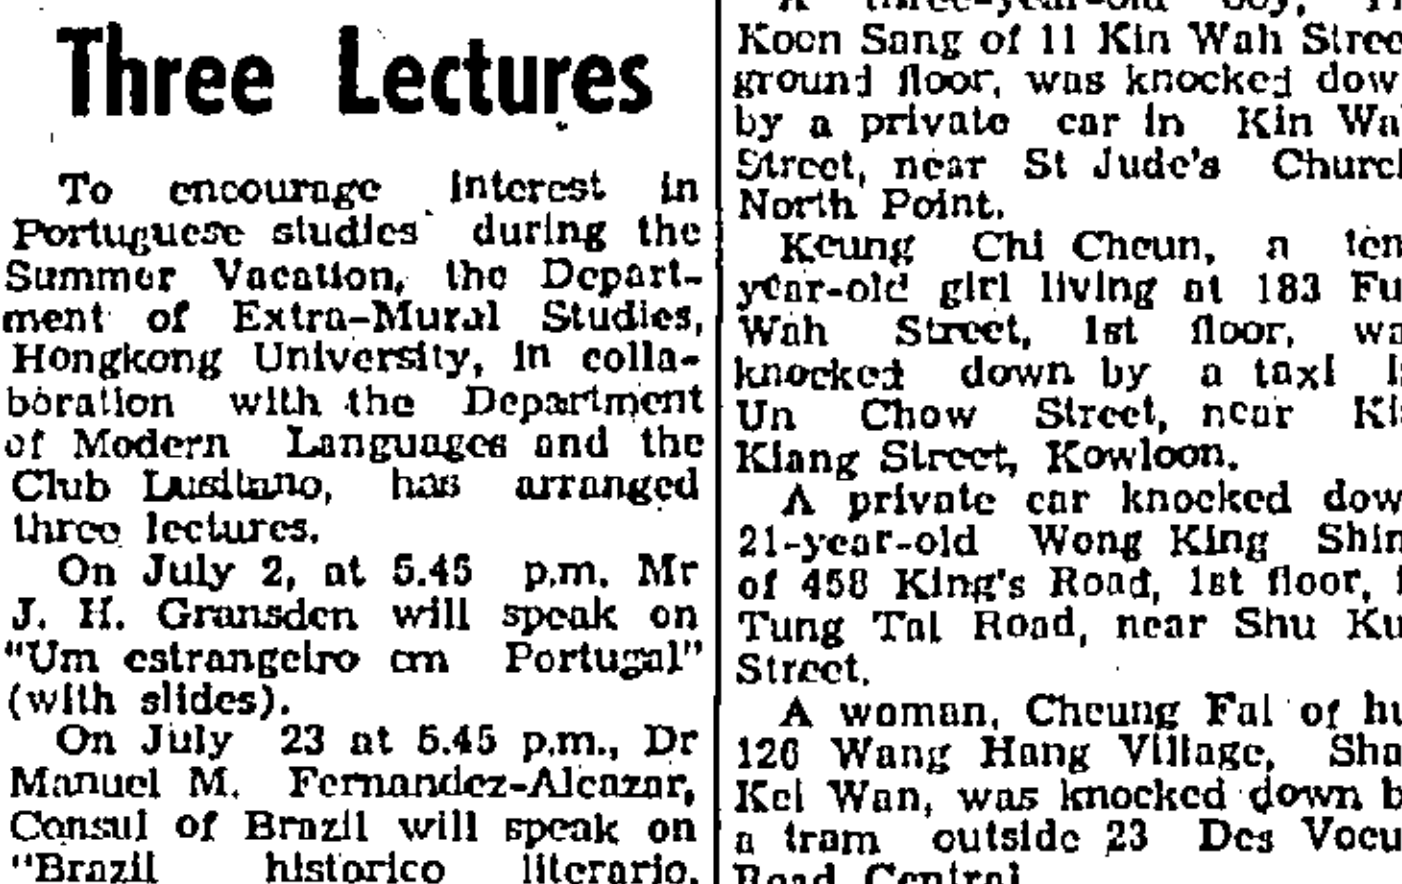 Three Lectures
To encourage interest in
Portuguese studies during the
Summer Vacation, the Depart-
ment of Extra-Mural Studies,
Hongkong University, in colla-
boration with the Department
of Modern Languages and the
Club Lusitano, has arranged
three lectures.
On July 2, at 5.45 p.m. Mr
J. H. Gransden will speak on
"Um estrangeiro em Portugal"
(with slides).
On July 23 at 5.45 p.m., Dr
Manuel M. Fernandez-Alcazar,
Consul of Brazil will speak on
"Brazil historico literario.
A three-year-old boy,
Koon Sang of 11 Kin Wah Stree
ground floor, was knocked dow
by a private car in Kin Wa
Street, near St Jude's Churc
North Point.
Keung Chi Cheun, a ten
year-old girl living at 183 Fu
Wah Street, 1st floor, wa
knocked down by a taxi i
Un Chow Street, near Ki
Kiang Street, Kowloon.
A private car knocked dow
21-year-old Wong King Shin
of 458 King's Road, 1st floor,
Tung Tai Road, near Shu Ku
Street.
A woman, Cheung Fai of hu
126 Wang Hang Village, Sha
Kei Wan, was knocked down b
a tram outside 23 Des Voeu
Road Central